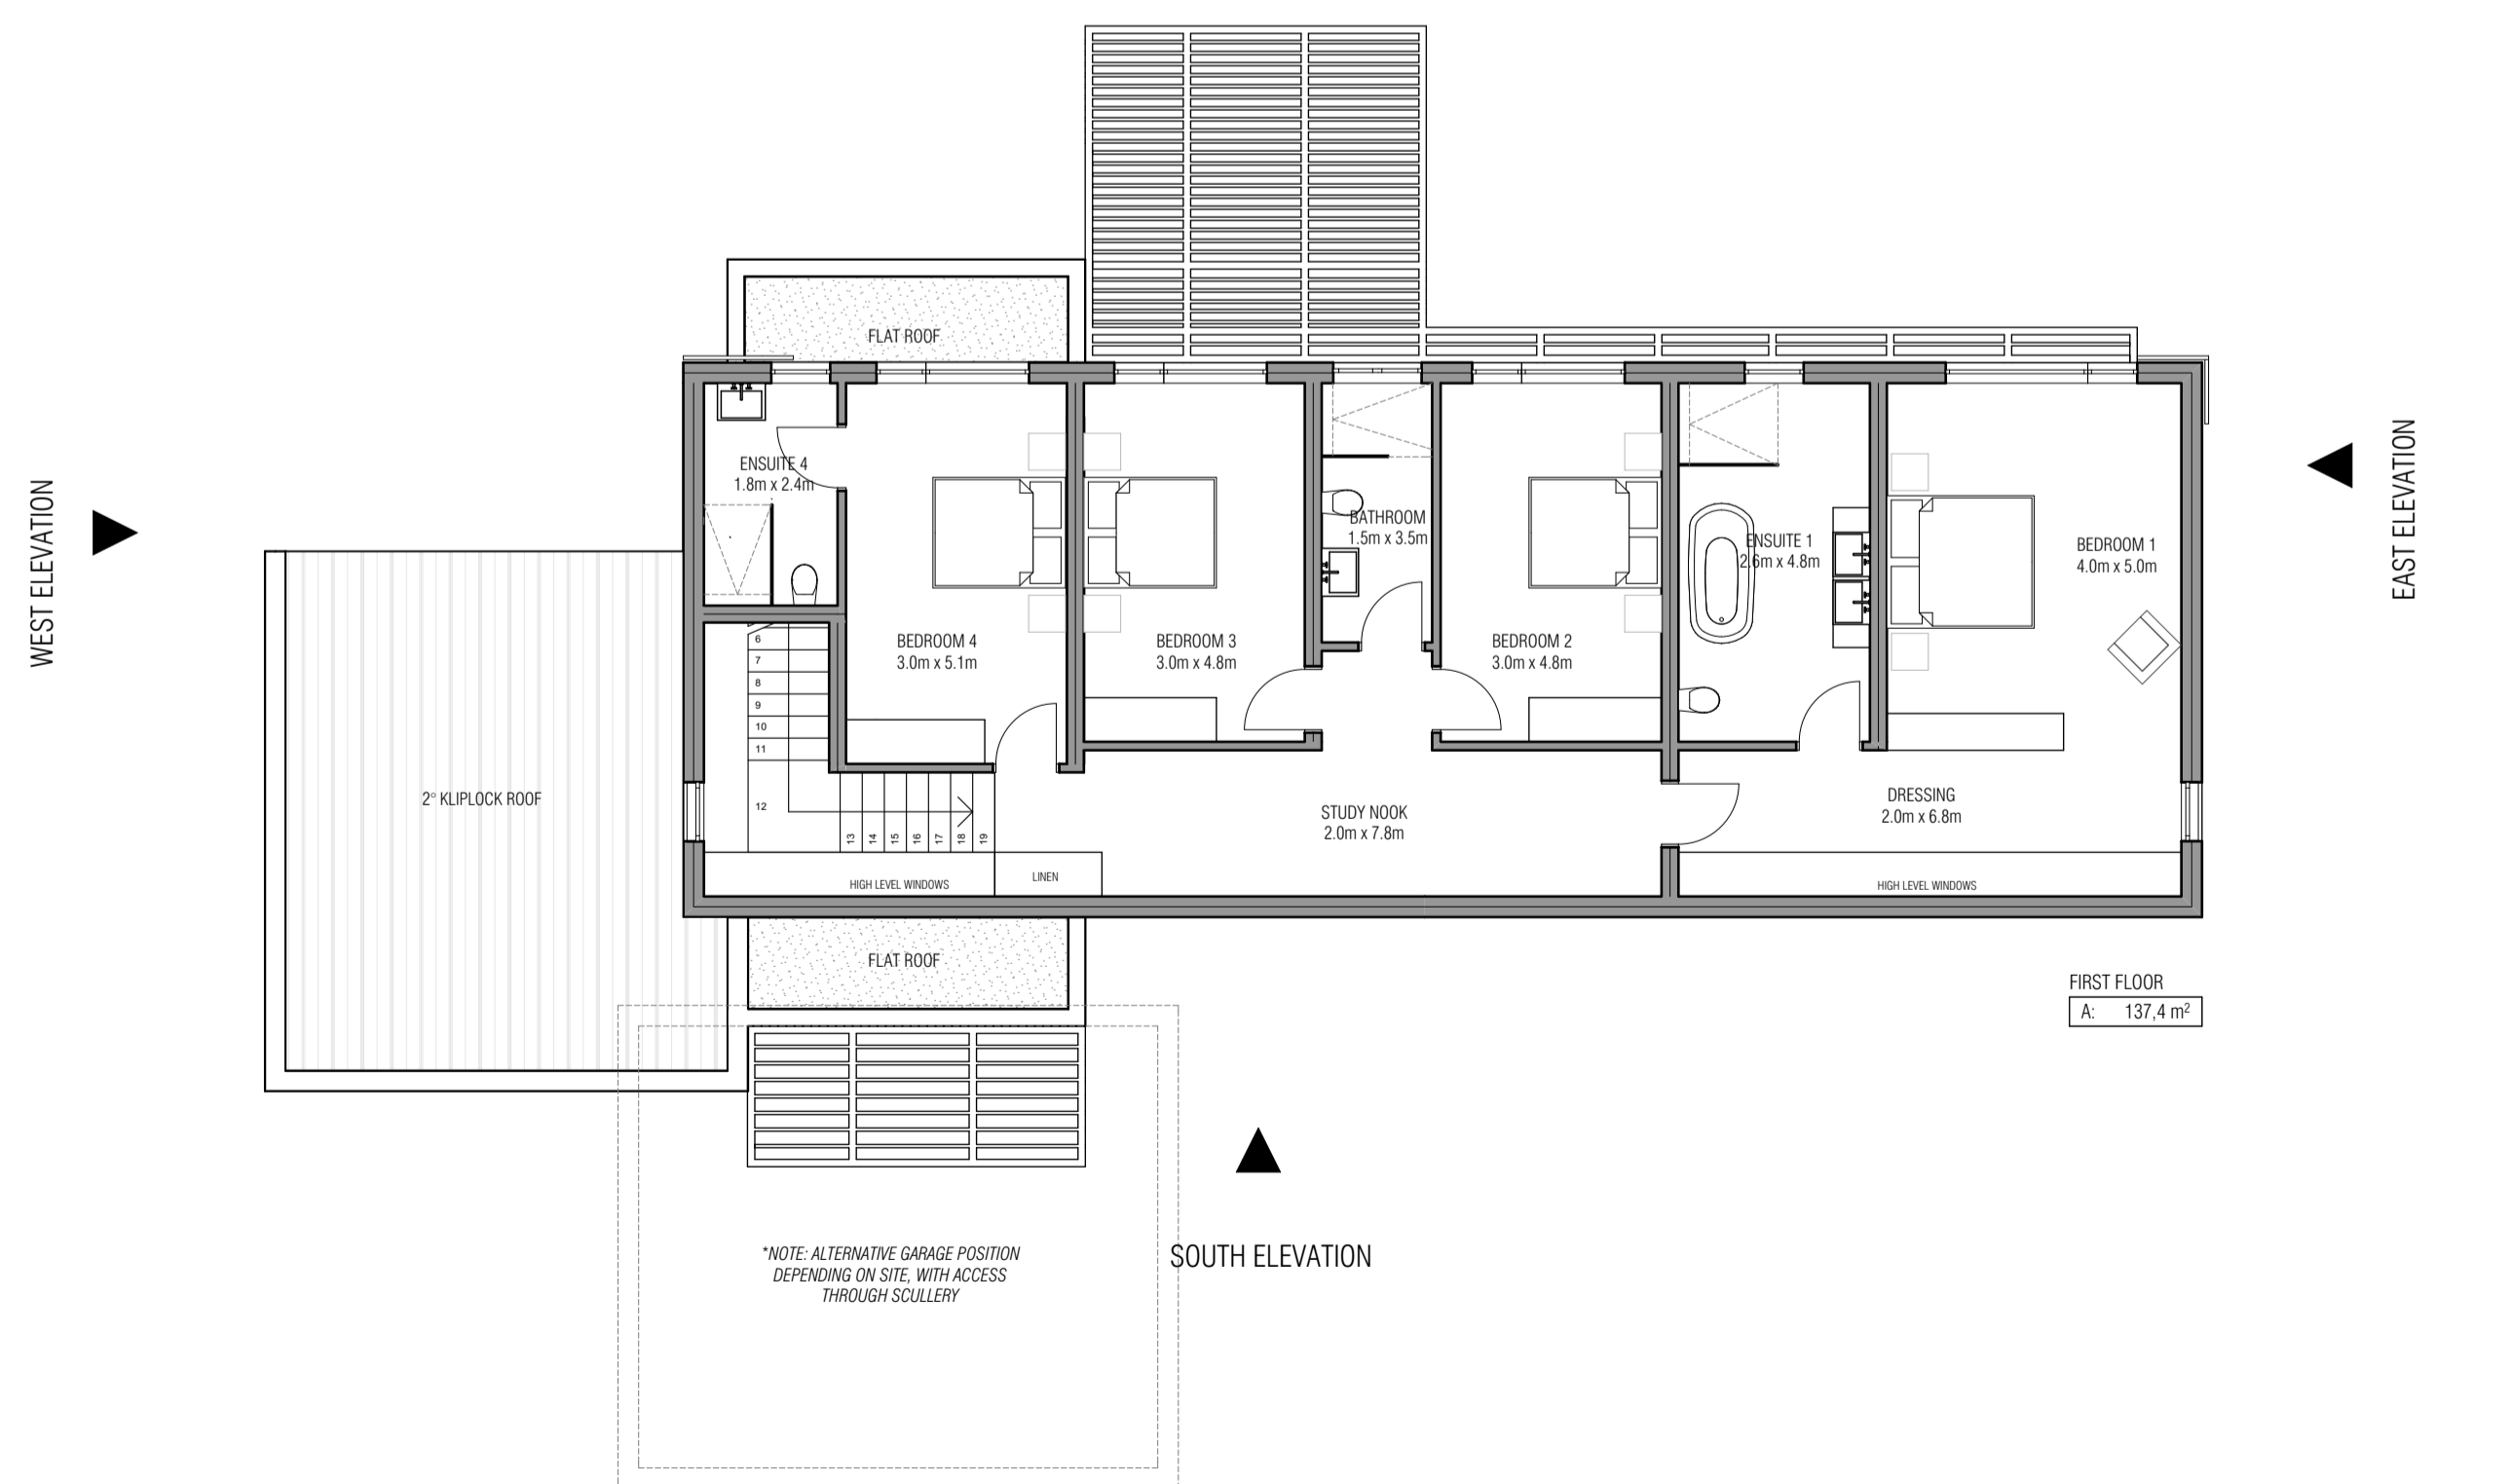 FLAT ROOF
WEST ELEVATION
EAST ELEVATION
ENSUITE 4
1.8m x 2.4m
BATHROOM
1.5m x 3.5m
ENSUITE 1
2.6m x 4.8m
BEDROOM 1
4.0m x 5.0m
BEDROOM 4
3.0m x 5.1m
BEDROOM 3
3.0m x 4.8m
BEDROOM 2
3.0m x 4.8m
6
7
8
9
10
11
12
13
14
15
16
17
18
19
2° KLIPLOCK ROOF
STUDY NOOK
2.0m x 7.8m
DRESSING
2.0m x 6.8m
HIGH LEVEL WINDOWS
LINEN
HIGH LEVEL WINDOWS
FLAT ROOF
FIRST FLOOR
A: 137,4 m²
*NOTE: ALTERNATIVE GARAGE POSITION
DEPENDING ON SITE, WITH ACCESS
THROUGH SCULLERY
SOUTH ELEVATION